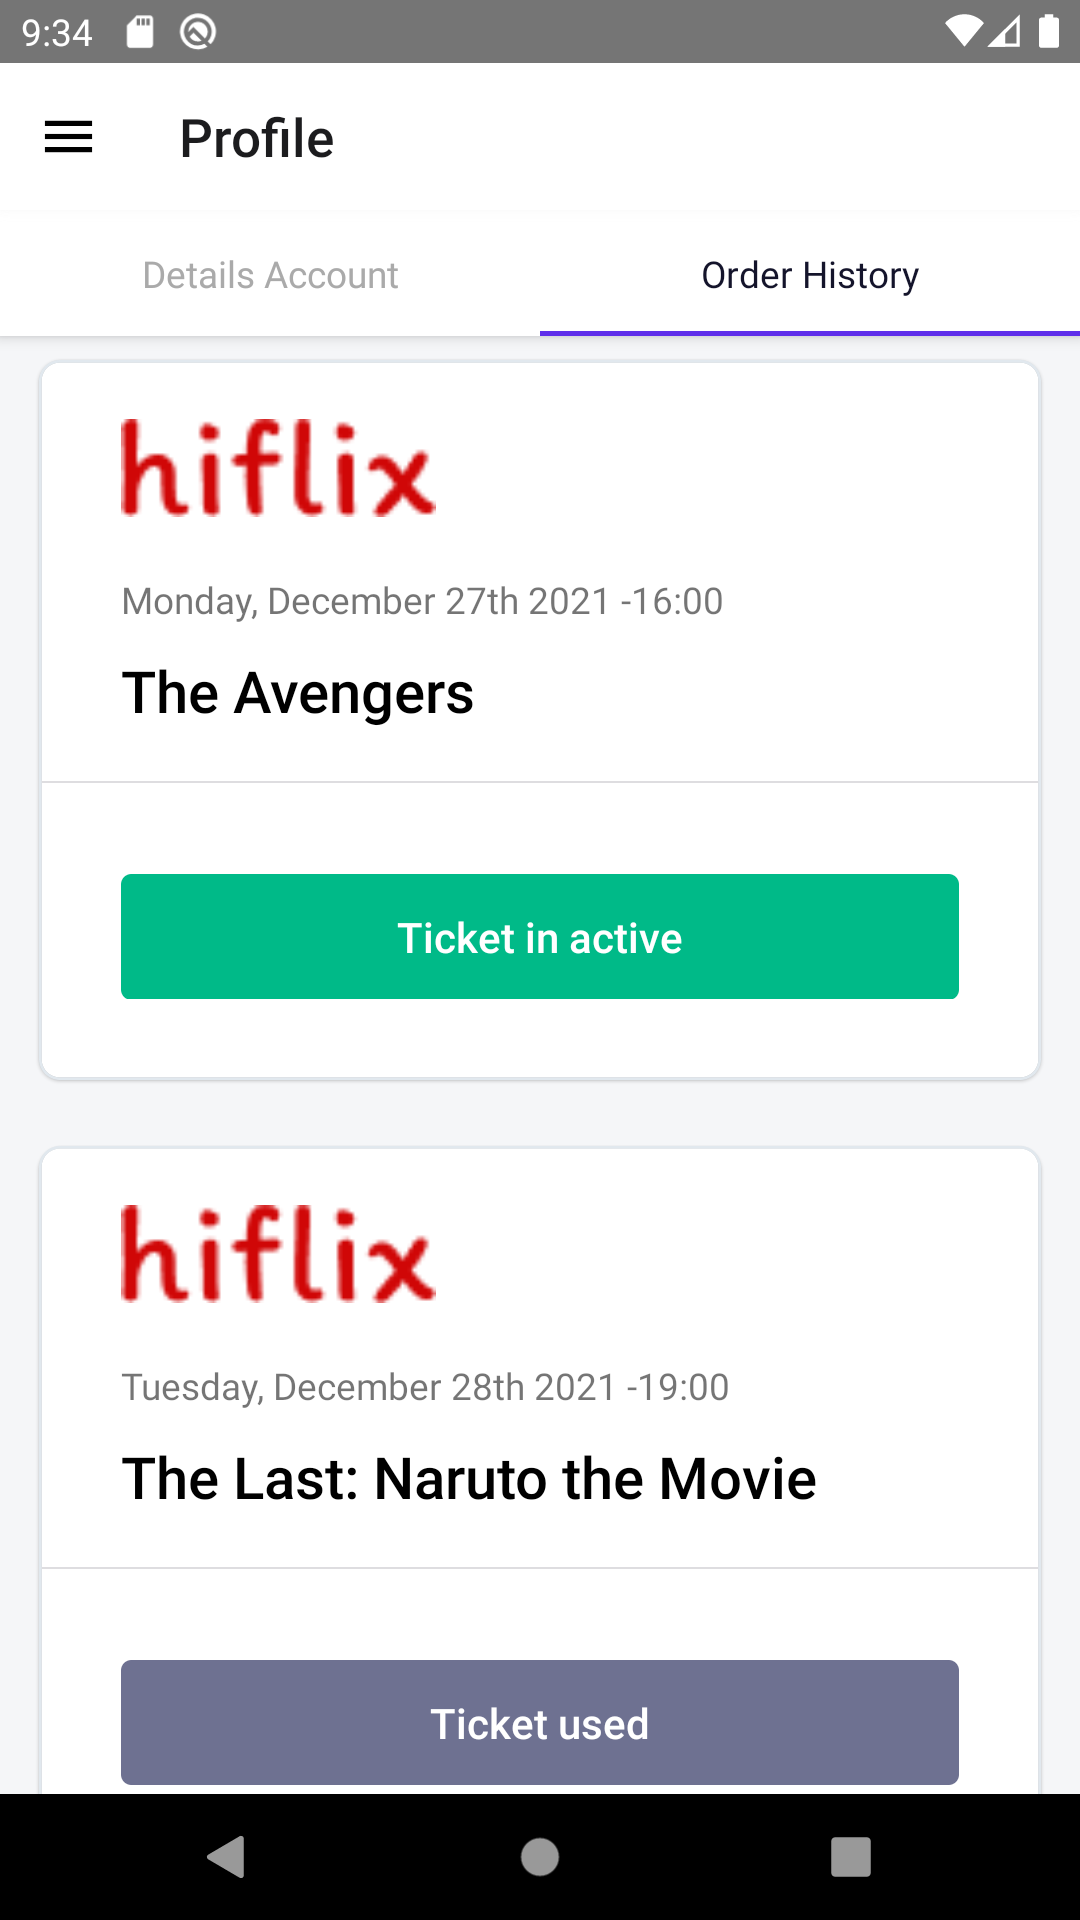 9:34
Profile
Details Account
Order History
hiflix
Monday, December 27th 2021 -16:00
The Avengers
Ticket in active
hiflix
Tuesday, December 28th 2021 -19:00
The Last: Naruto the Movie
Ticket used